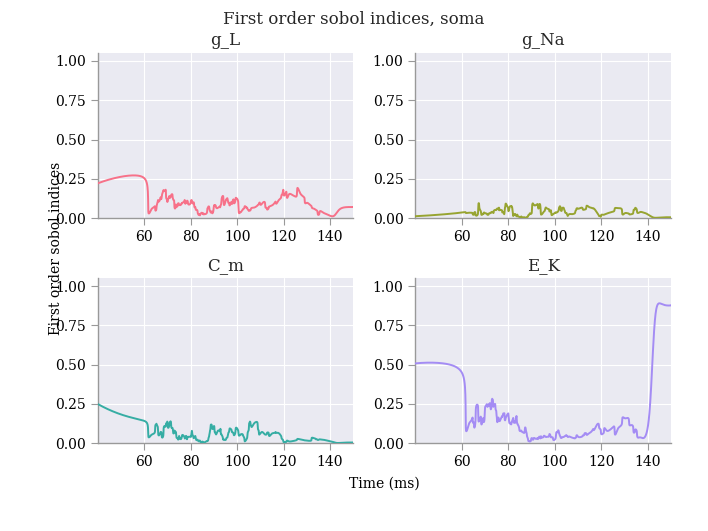 First order sobol indices, soma
g_L g_Na
1.00 1.00
0.75 0.75
0.50 0.50
0.25 0.25
0.00 0.00
60 80 100 120 140 60 80 100 120 140
First order sobol indices
C_m E_K
1.00 1.00
0.75 0.75
0.50 0.50
0.25 0.25
0.00 0.00
60 80 100 120 140 60 80 100 120 140
Time (ms)